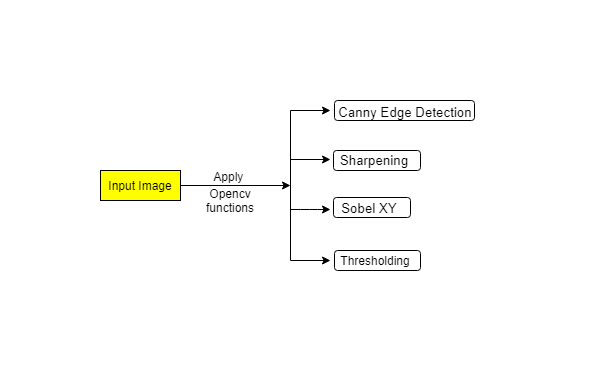 Input Image
Apply
Opencv
functions
Canny Edge Detection
Sharpening
Sobel XY
Thresholding